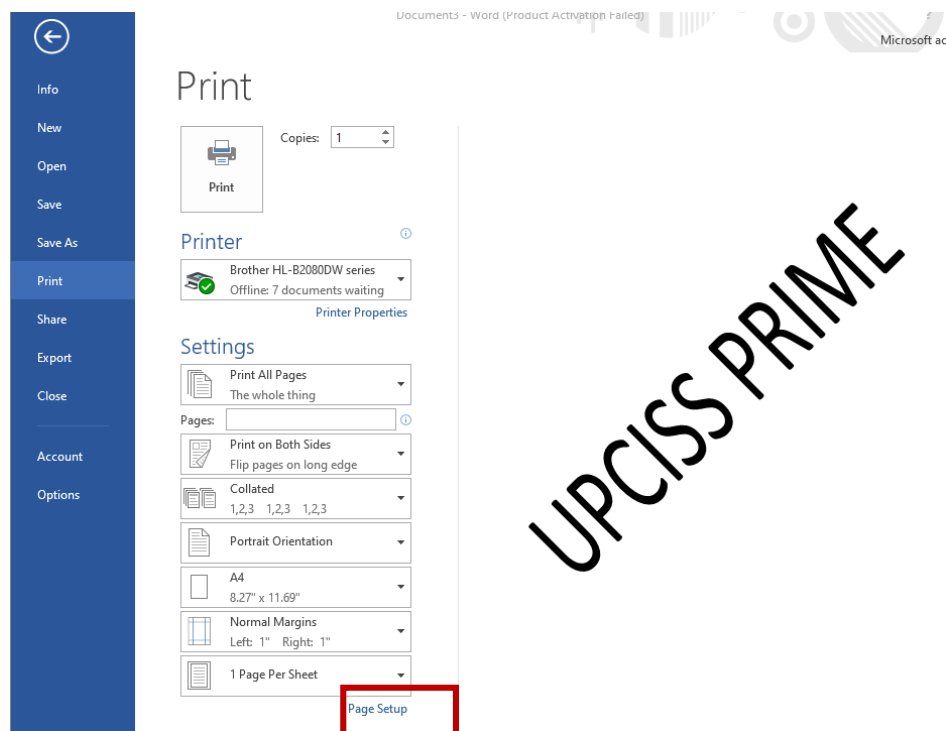 Document3 - Word (Product Activation Failed)
?
Microsoft ac
Info
New
Open
Save
Save As
Print
Share
Export
Close
Account
Options
Print
Copies: 1
Print
Printer
Brother HL-B2080DW series
Offline: 7 documents waiting
Printer Properties
Settings
Print All Pages
The whole thing
Pages:
Print on Both Sides
Flip pages on long edge
Collated
1,2,3 1,2,3 1,2,3
Portrait Orientation
A4
8.27" x 11.69"
Normal Margins
Left: 1" Right: 1"
1 Page Per Sheet
Page Setup
UPCISS PRIME